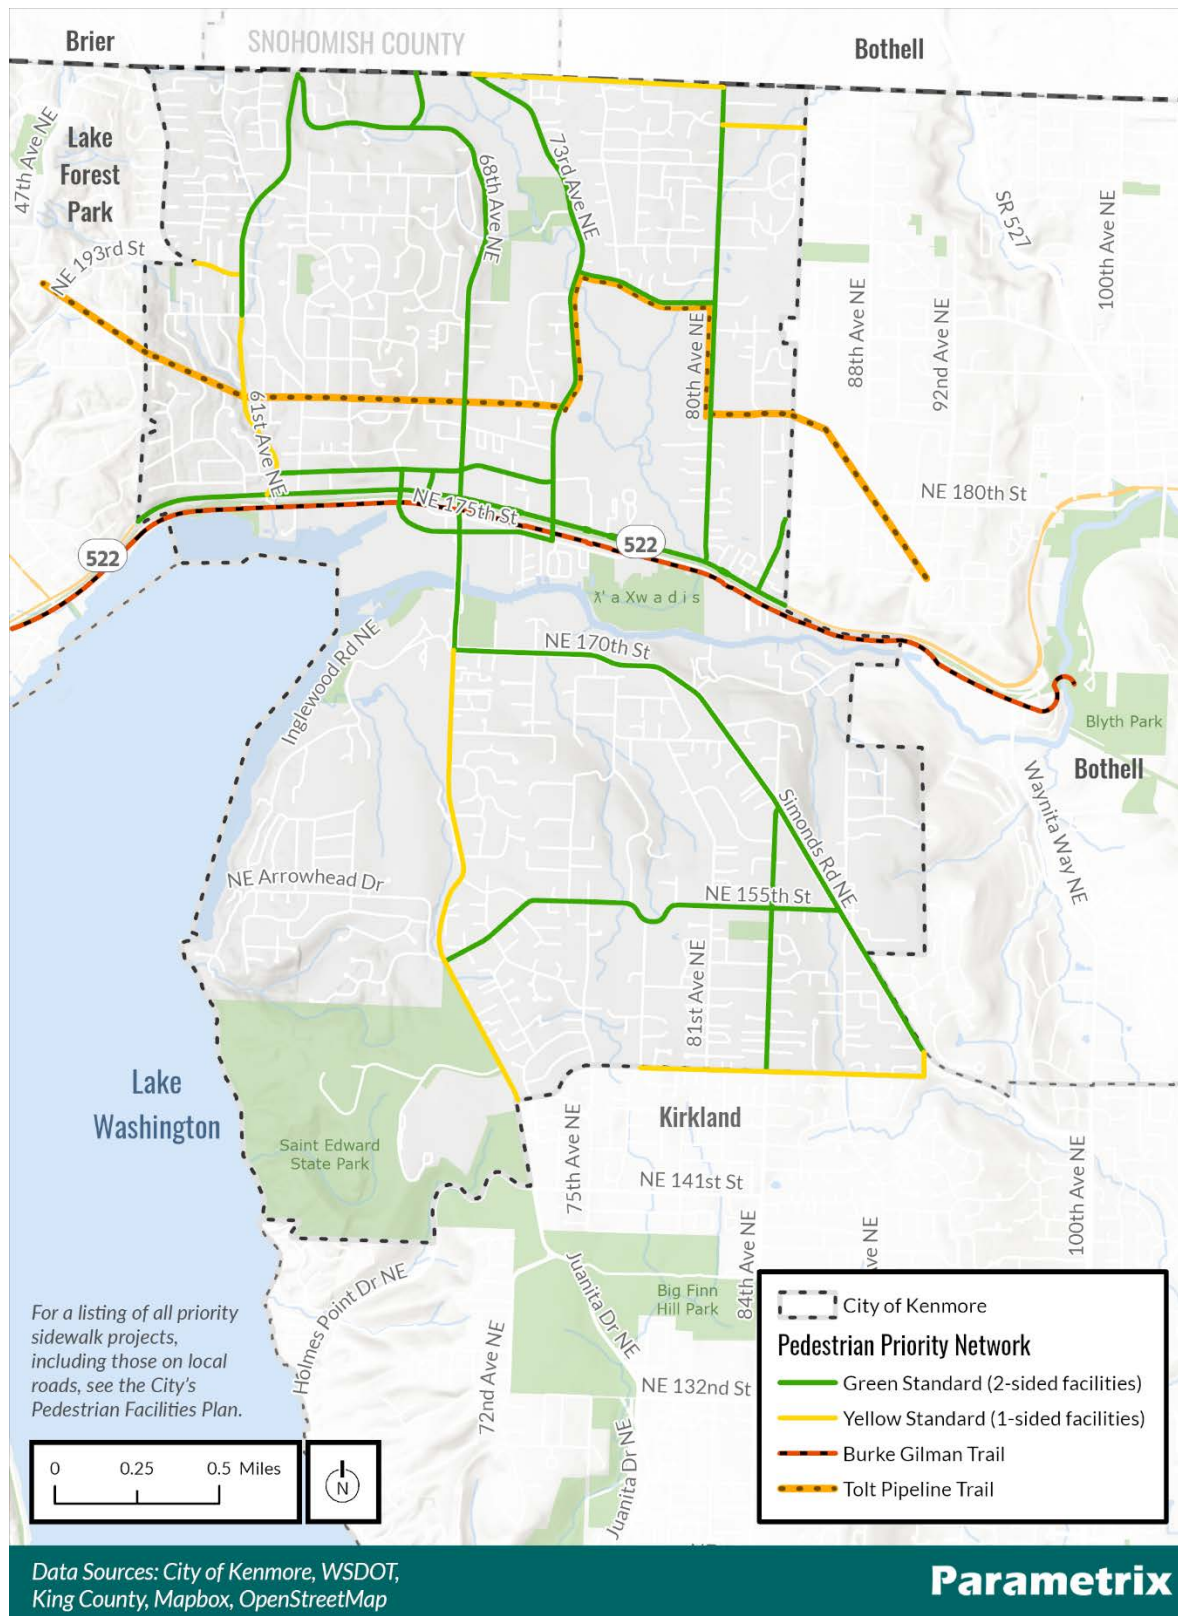 Brier
SNOHOMISH COUNTY
Bothell
47th Ave NE
Lake
Forest
Park
NE 193rd St
68th Ave NE
73rd Ave NE
SR 527
100th Ave NE
80th Ave NE
88th Ave NE
92nd Ave NE
61st Ave NE
NE 180th St
NE 175th St
522
522
ƛ' a Xwadis
Inglewood Rd NE
NE 170th St
Blyth Park
Bothell
Simonds Rd NE
Waynita Way NE
NE Arrowhead Dr
NE 155th St
81st Ave NE
Lake
Washington
Kirkland
Saint Edward
State Park
75th Ave NE
NE 141st St
100th Ave NE
84th Ave NE
Ave NE
Juanita Dr NE
Big Finn
Hill Park
Holmes Point Dr NE
72nd Ave NE
NE 132nd St
Juanita Dr NE
For a listing of all priority
sidewalk projects,
including those on local
roads, see the City's
Pedestrian Facilities Plan.
0 0.25 0.5 Miles
N
City of Kenmore
Pedestrian Priority Network
Green Standard (2-sided facilities)
Yellow Standard (1-sided facilities)
Burke Gilman Trail
Tolt Pipeline Trail
Data Sources: City of Kenmore, WSDOT,
King County, Mapbox, OpenStreetMap
Parametrix